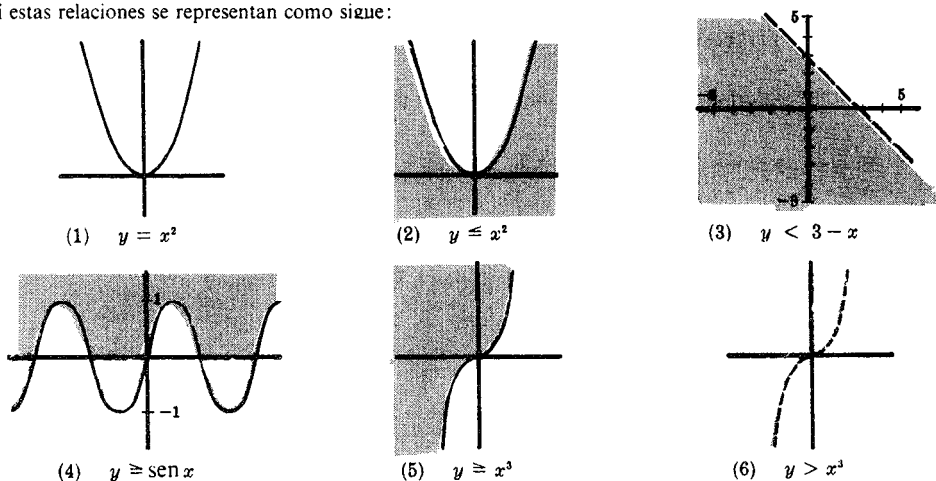 i estas relaciones se representan como sigue:
5
5
-5
(1) y = x²
(2) y ≦ x²
(3) y < 3 - x
1
-1
(4) y ≧ sen x
(5) y ≧ x³
(6) y > x³